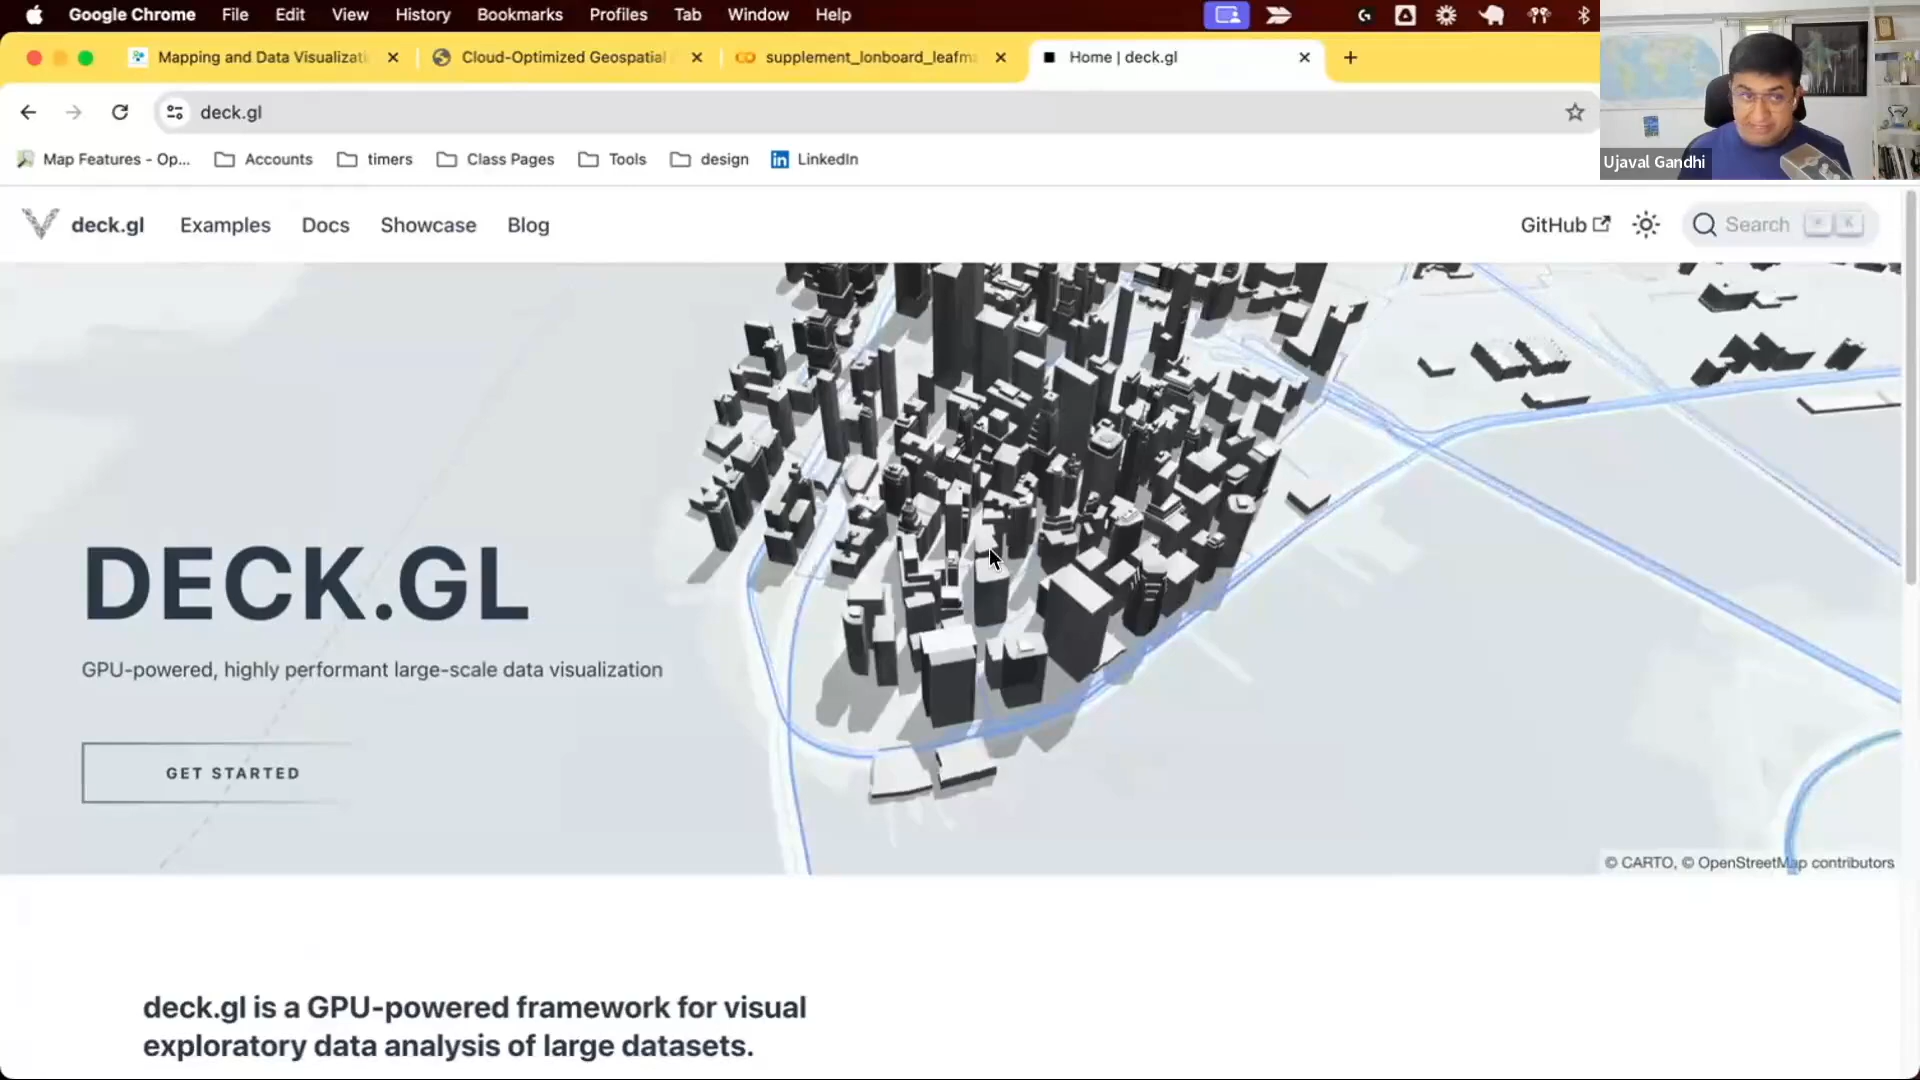 Google Chrome File Edit View History Bookmarks Profiles Tab Window Help
Mapping and Data Visualizati
Cloud-Optimized Geospatial
supplement_lonboard_leafma
Home | deck.gl
deck.gl
Map Features - Op...
Accounts
timers
Class Pages
Tools
design
LinkedIn
Ujaval Gandhi
deck.gl
Examples
Docs
Showcase
Blog
GitHub
Search
K
DECK.GL
GPU-powered, highly performant large-scale data visualization
GET STARTED
© CARTO, © OpenStreetMap contributors
deck.gl is a GPU-powered framework for visual
exploratory data analysis of large datasets.